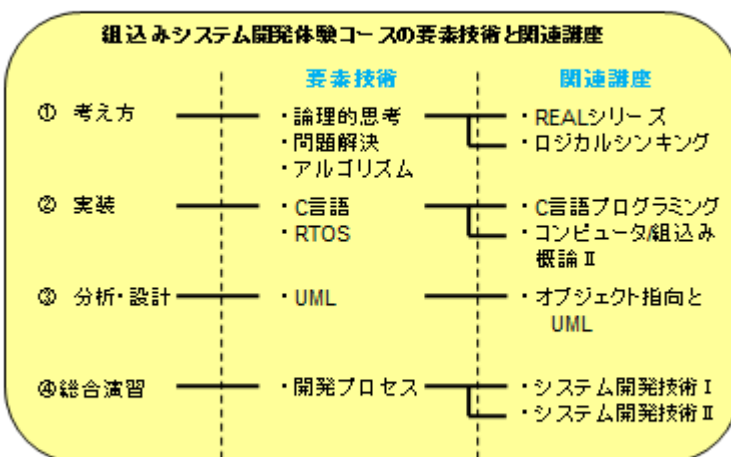 組込みシステム開発体験コースの要素技術と関連講座
要素技術 関連講座
① 考え方 ・論理的思考 ・REALシリーズ
・問題解決 ・ロジカルシンキング
・アルゴリズム
② 実装 ・C言語 ・C言語プログラミング
・RTOS ・コンピュータ/組込み
概論Ⅱ
③ 分析・設計 ・UML ・オブジェクト指向と
UML
④総合演習 ・開発プロセス ・システム開発技術Ⅰ
・システム開発技術Ⅱ